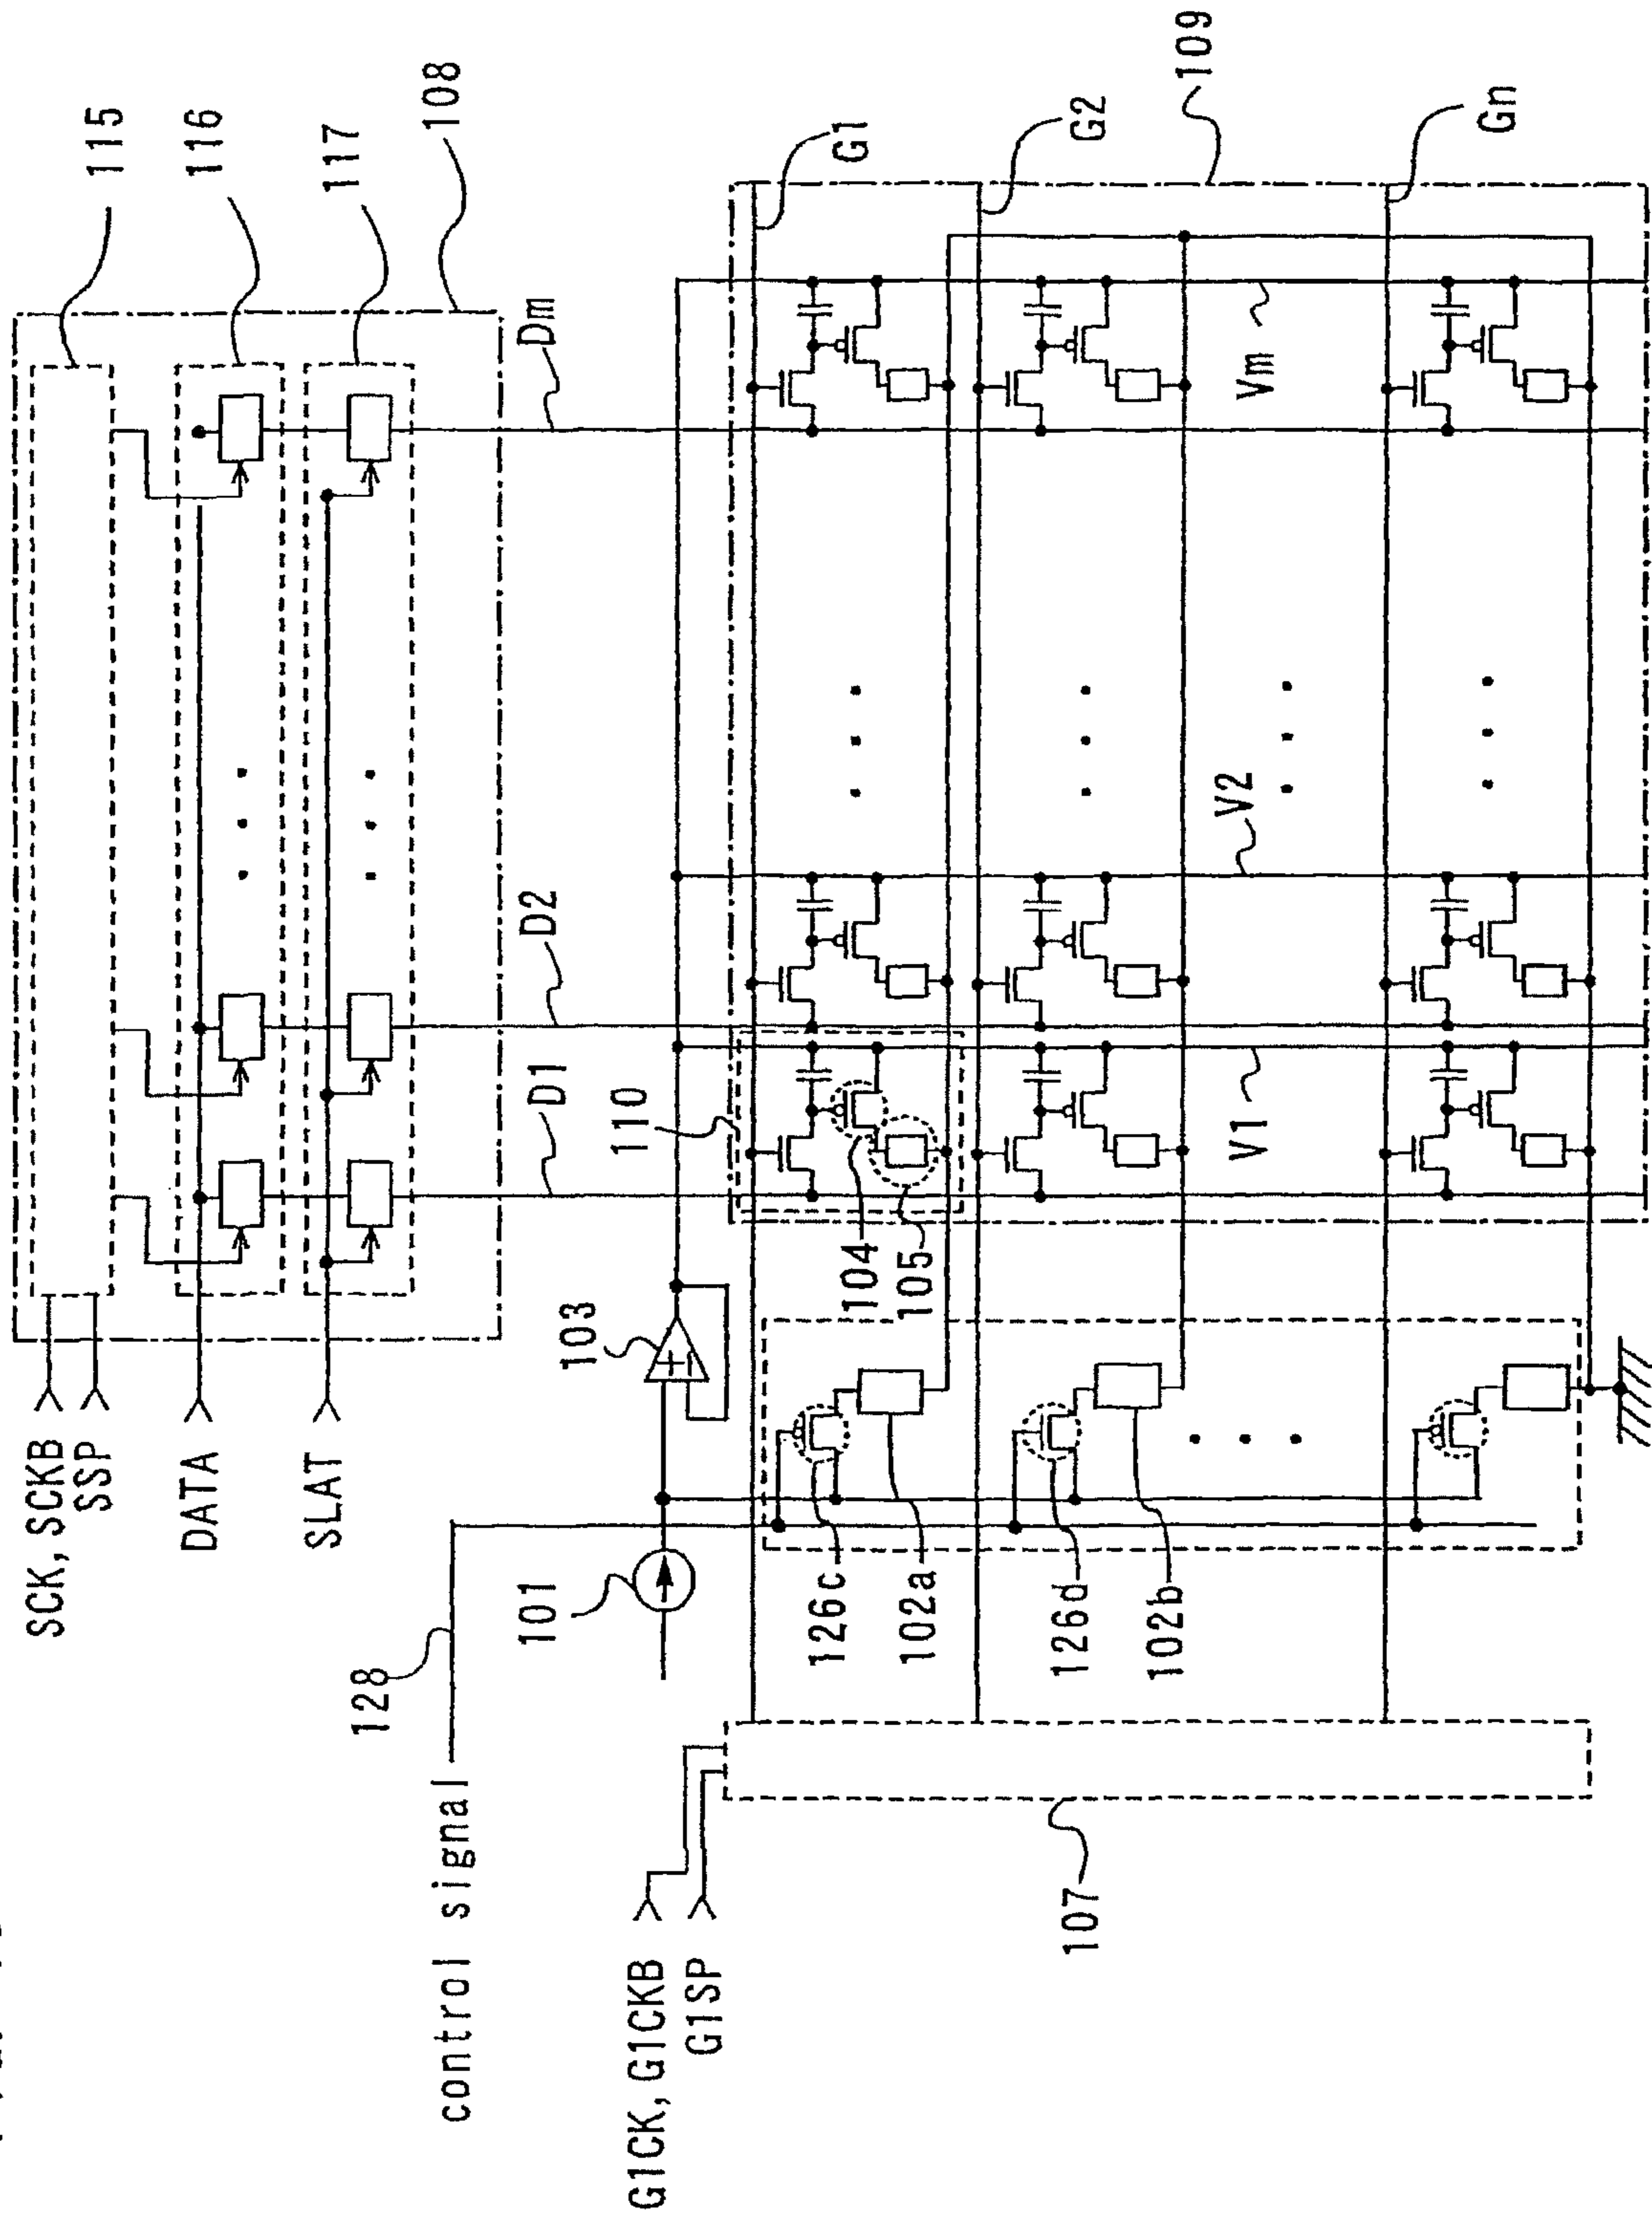 115
116
117
108
SCK, SCKB
SSP
DATA
SLAT
Dm
D2
D1
128
control signal
101
103
110
G1
G2
109
Gn
104
105
126c
102a
126d
102b
V1
V2
Vm
G1CK, G1CKB
G1SP
107